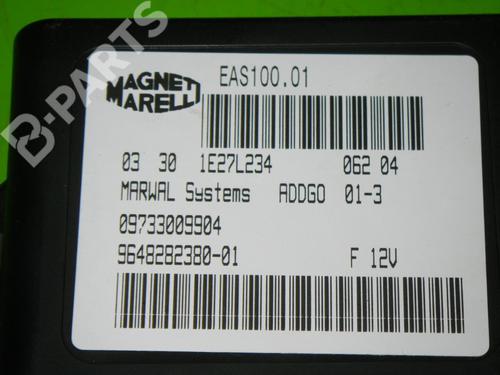 MAGNETI
MARELLI
EAS100.01
03 30 1E27L234 062 04
MARWAL Systems ADDGO 01-3
09733009904
9648282380-01 F 12V
B-PARTS